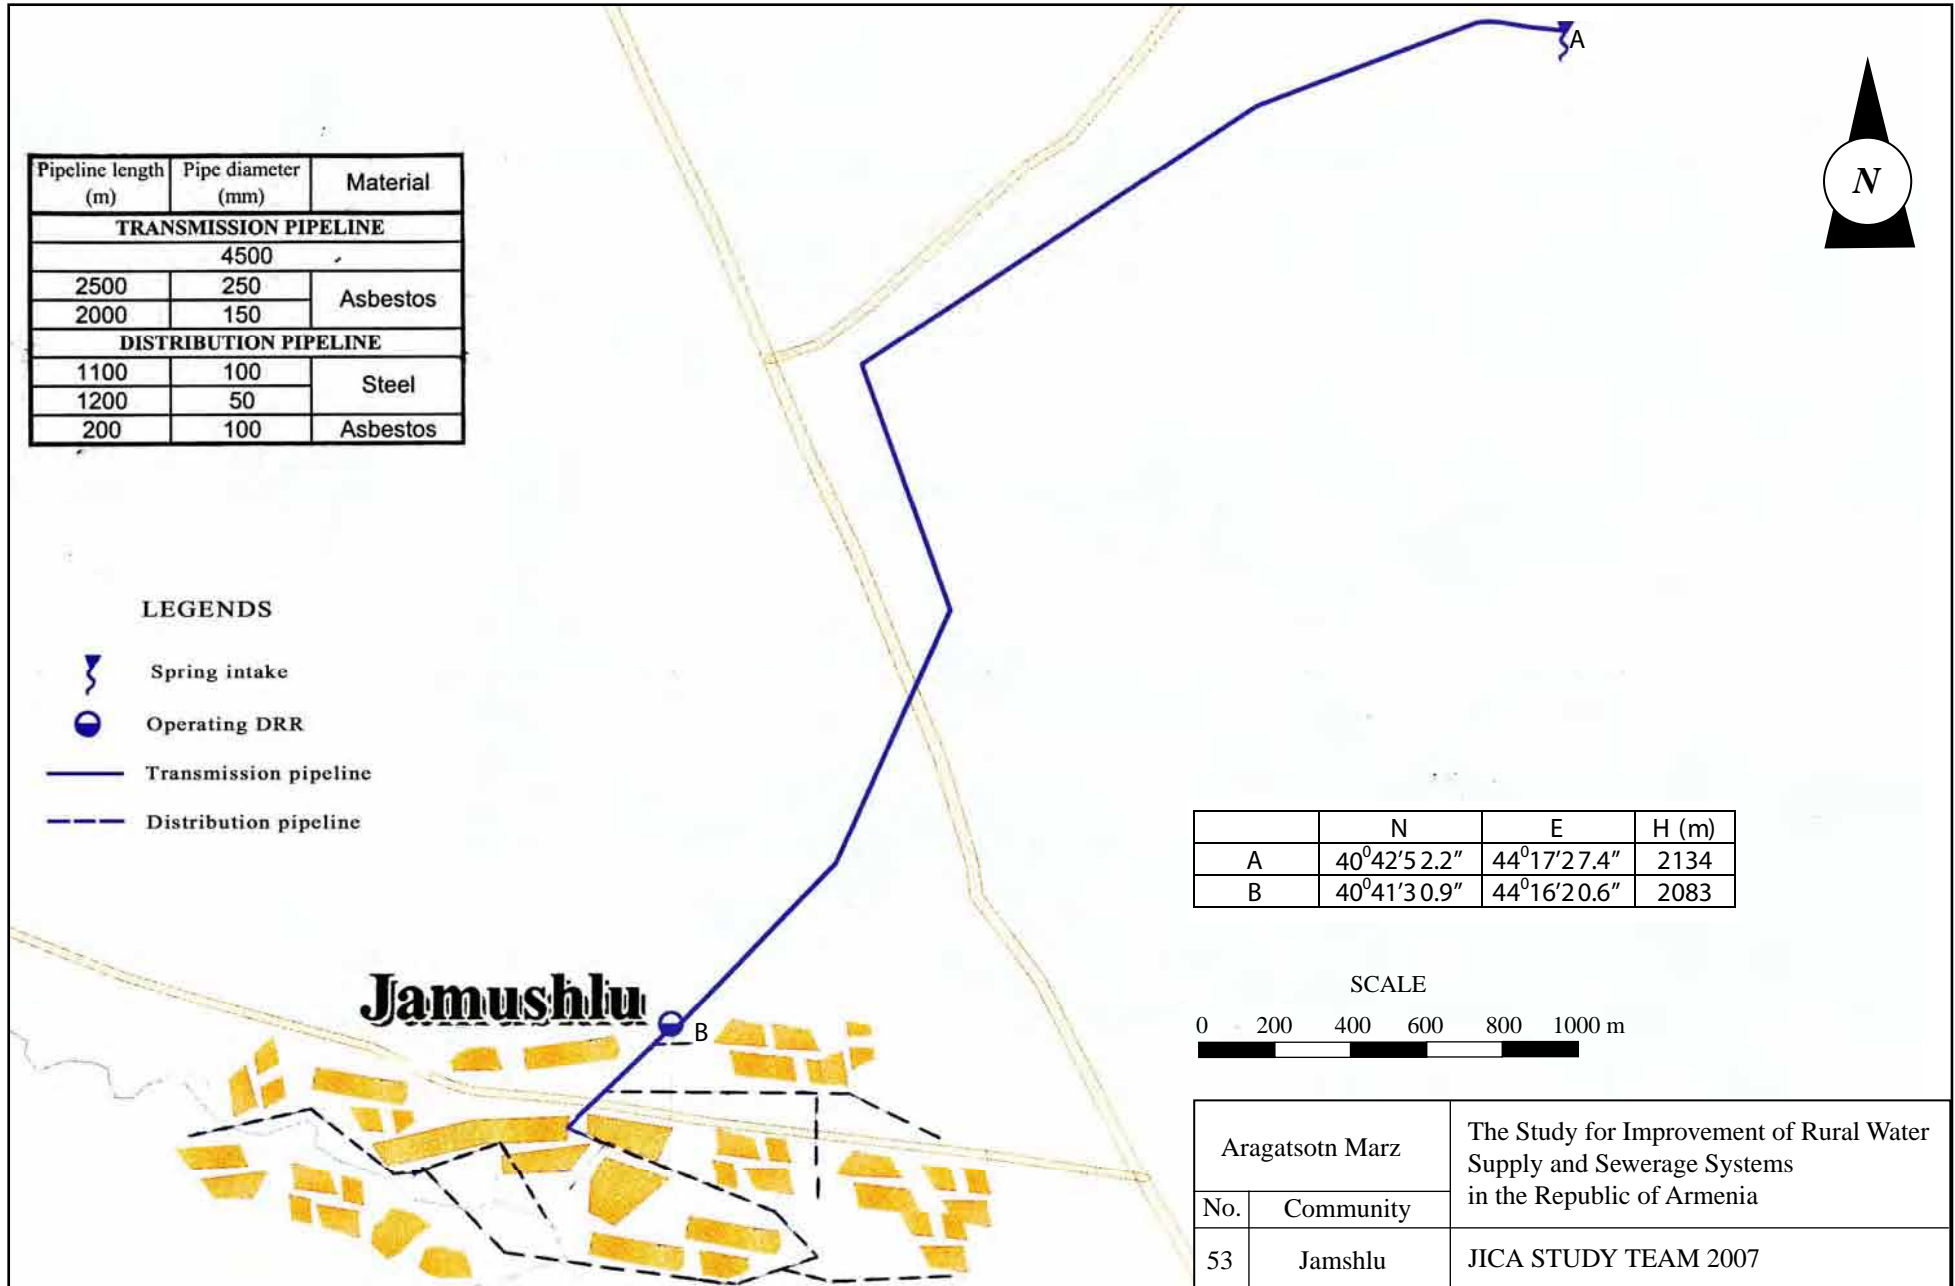 A
N
Pipeline length (m) Pipe diameter (mm) Material
TRANSMISSION PIPELINE
4500
2500 250 Asbestos
2000 150
DISTRIBUTION PIPELINE
1100 100 Steel
1200 50
200 100 Asbestos
LEGENDS
Spring intake
Operating DRR
Transmission pipeline
Distribution pipeline
N E H (m)
A 40⁰42′52.2″ 44⁰17′27.4″ 2134
B 40⁰41′30.9″ 44⁰16′20.6″ 2083
Jamushlu
B
SCALE
0 200 400 600 800 1000 m
Aragatsotn Marz
No. Community
53 Jamshlu
The Study for Improvement of Rural Water
Supply and Sewerage Systems
in the Republic of Armenia
JICA STUDY TEAM 2007